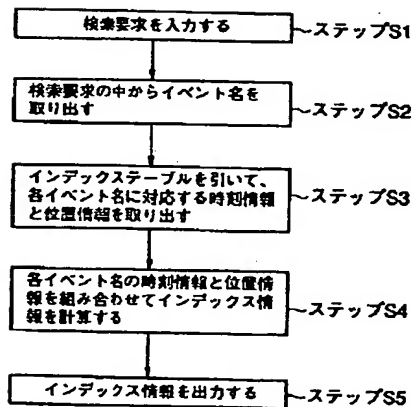 検索要求を入力する
ステップS1
検索要求の中からイベント名を
取り出す
ステップS2
インデックステーブルを引いて、
各イベント名に対応する時刻情報
と位置情報を取り出す
ステップS3
各イベント名の時刻情報と位置情
報を組み合わせてインデックス情
報を計算する
ステップS4
インデックス情報を出力する
ステップS5